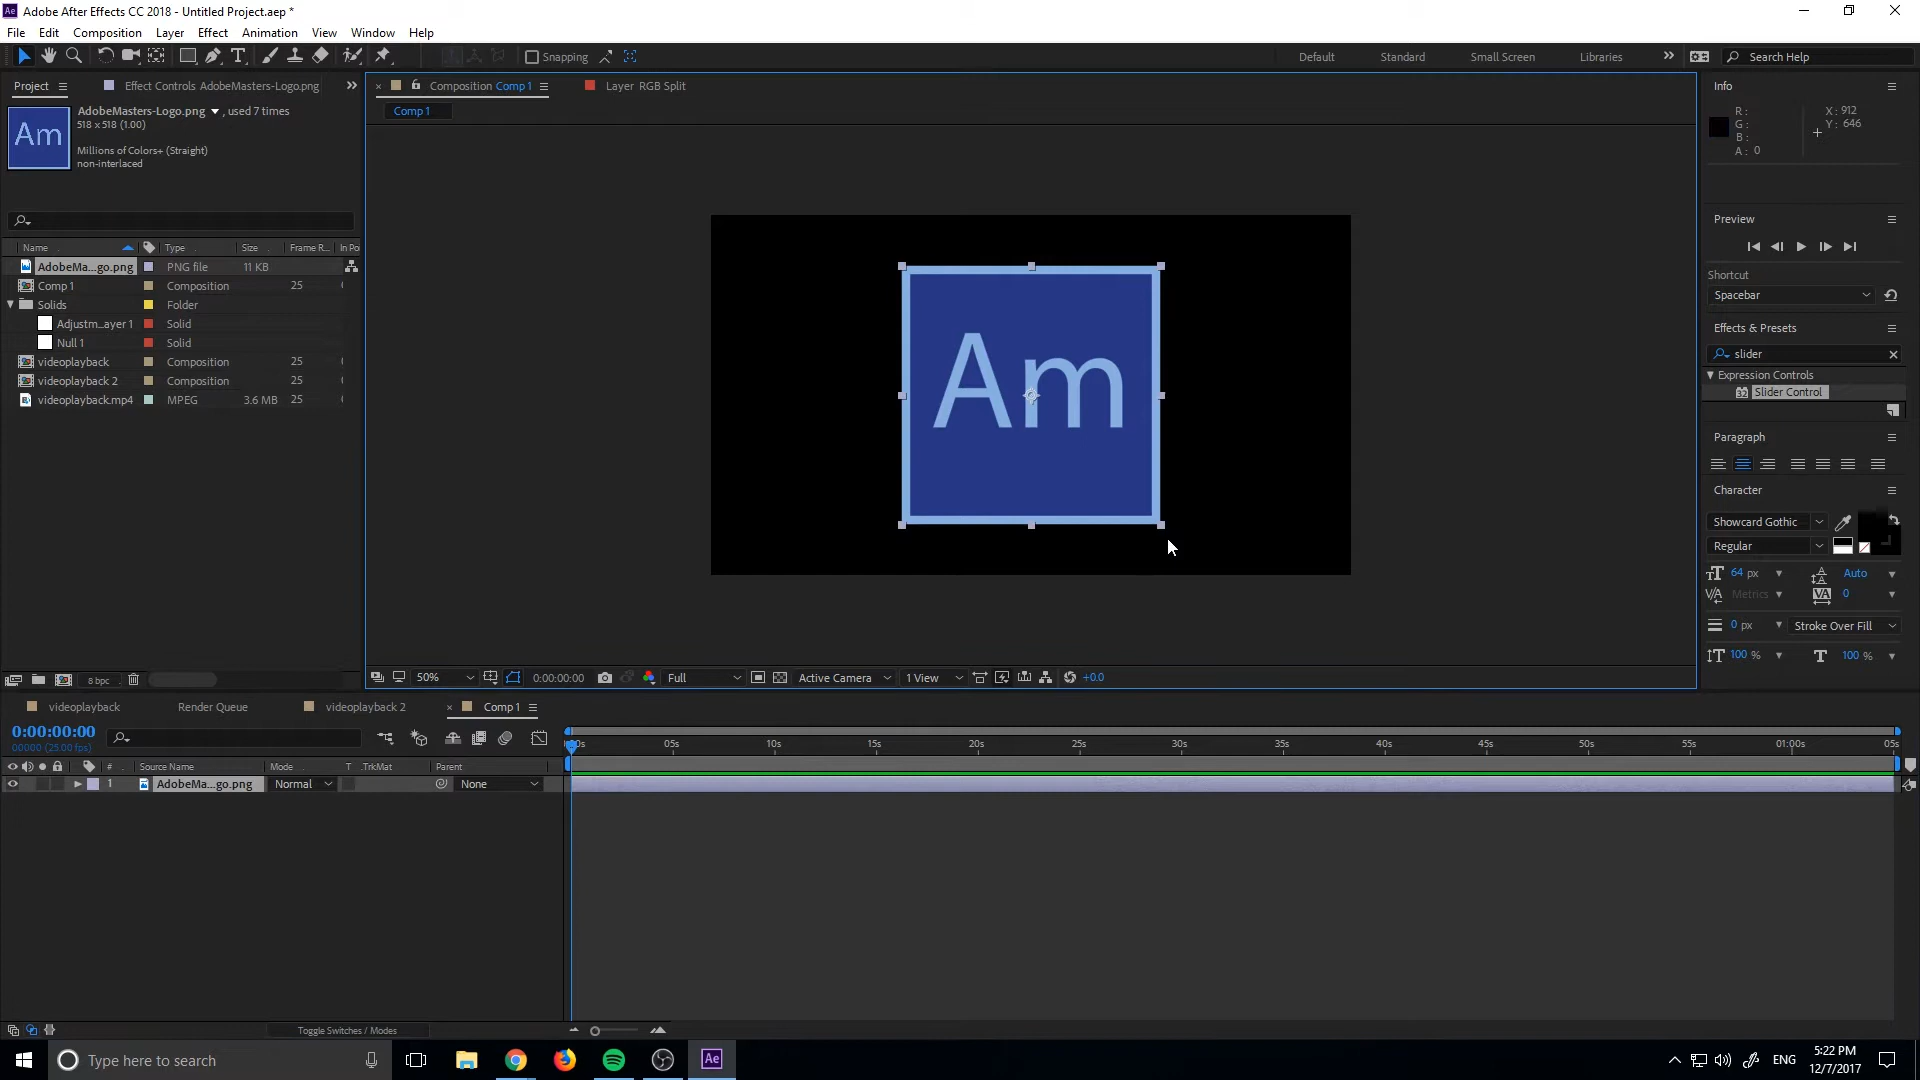 Ae Adobe After Effects CC 2018 - Untitled Project.aep *
File Edit Composition Layer Effect Animation View Window Help
Snapping Default Standard Small Screen Libraries Search Help
Project Effect Controls AdobeMasters-Logo.png
Composition Comp 1 Layer RGB Split
Info
AdobeMasters-Logo.png , used 7 times
518 x 518 (1.00)
Millions of Colors+ (Straight)
non-interlaced
Am
Comp 1
R :
G :
B :
A : 0
X : 912
Y : 646
Preview
Shortcut
Spacebar
Effects & Presets
slider
Expression Controls
32 Slider Control
Paragraph
Character
Showcard Gothic
Regular
64 px Auto
Metrics 0
0 px Stroke Over Fill
100 % 100 %
Name Type Size Frame R... In Po
AdobeMa...go.png PNG file 11 KB
Comp 1 Composition 25
Solids Folder
Adjustm...ayer 1 Solid
Null 1 Solid
videoplayback Composition 25
videoplayback 2 Composition 25
videoplayback.mp4 MPEG 3.6 MB 25
Am
8 bpc
50% 0:00:00:00 Full Active Camera 1 View +0.0
videoplayback Render Queue videoplayback 2 Comp 1
0:00:00:00
00000 (25.00 fps)
:00s 05s 10s 15s 20s 25s 30s 35s 40s 45s 50s 55s 01:00s 05s
# Source Name Mode T .TrkMat Parent
1 AdobeMa...go.png Normal None
Toggle Switches / Modes
Type here to search
Ae
ENG
5:22 PM
12/7/2017